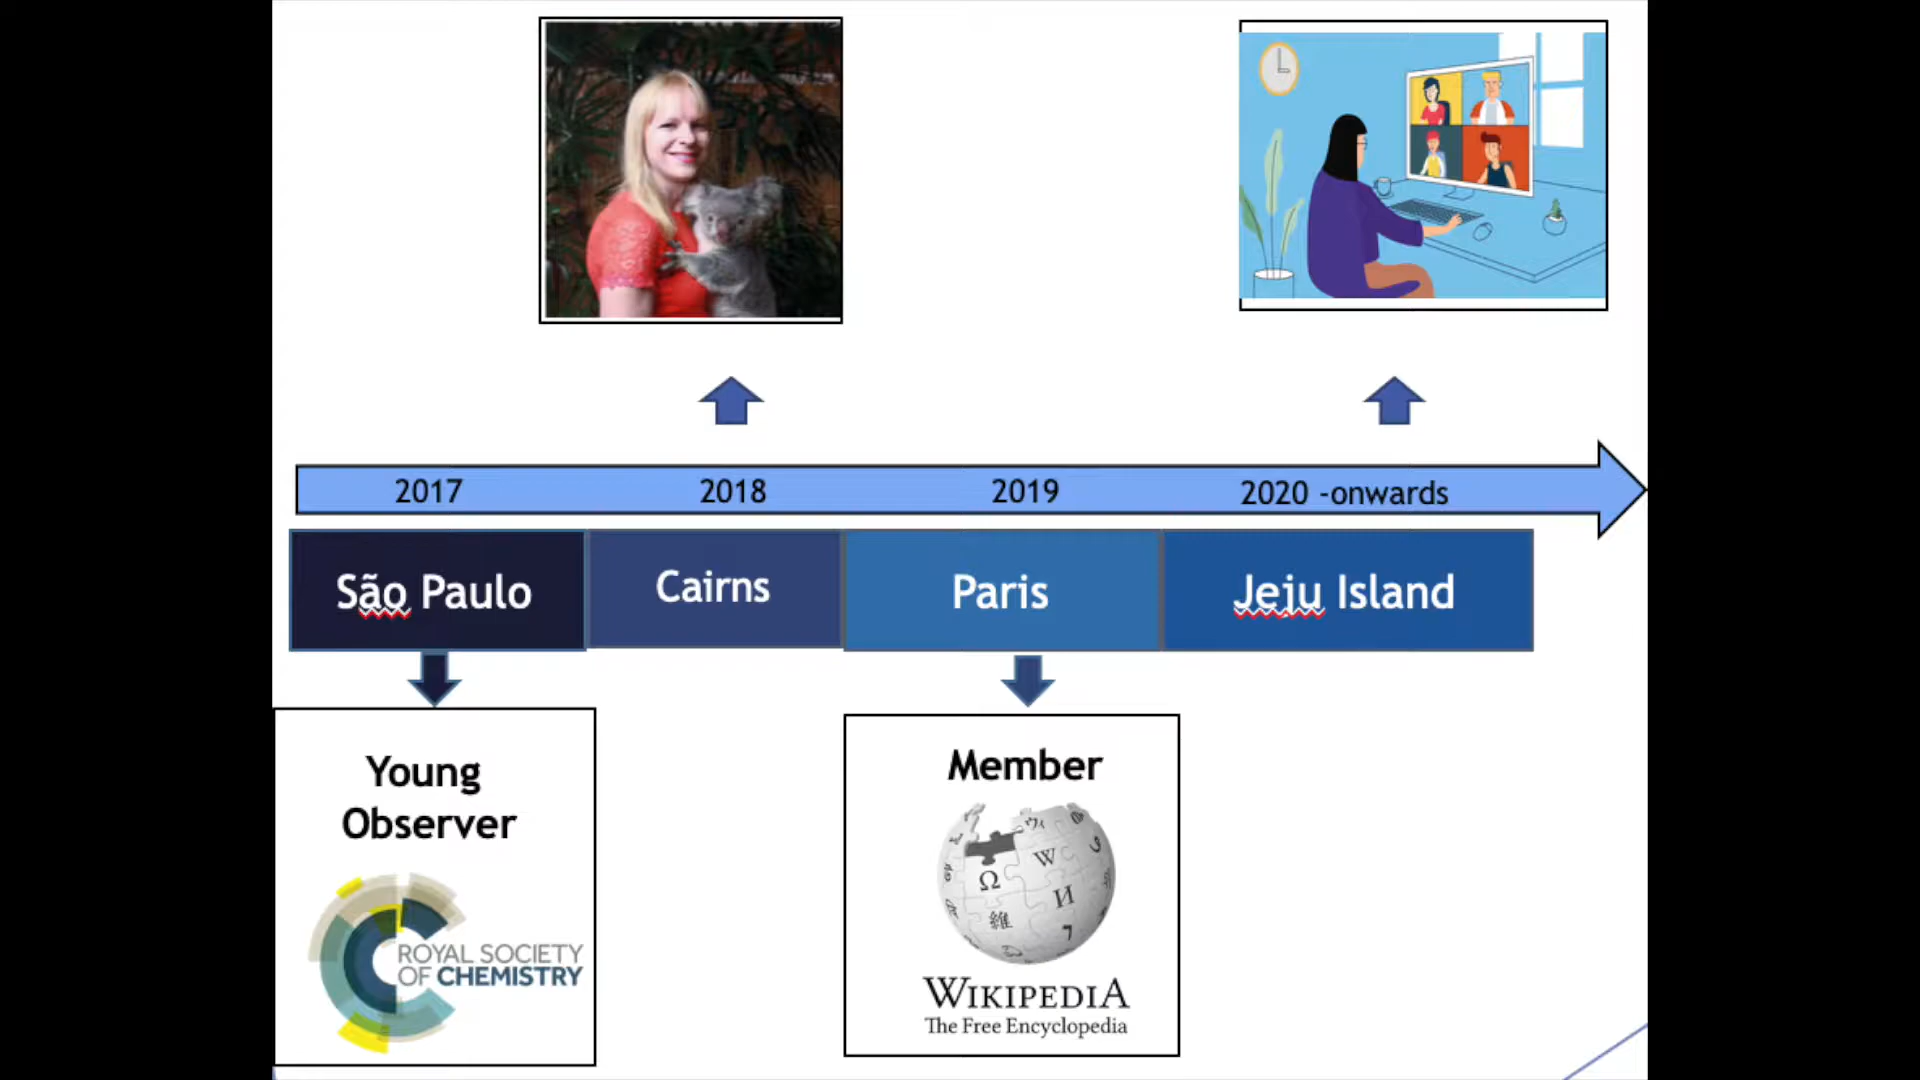 2017
2018
2019
2020 -onwards
São Paulo
Cairns
Paris
Jeju Island
Young
Observer
ROYAL SOCIETY
OF CHEMISTRY
Member
Ω
W
И
維
WIKIPEDIA
The Free Encyclopedia